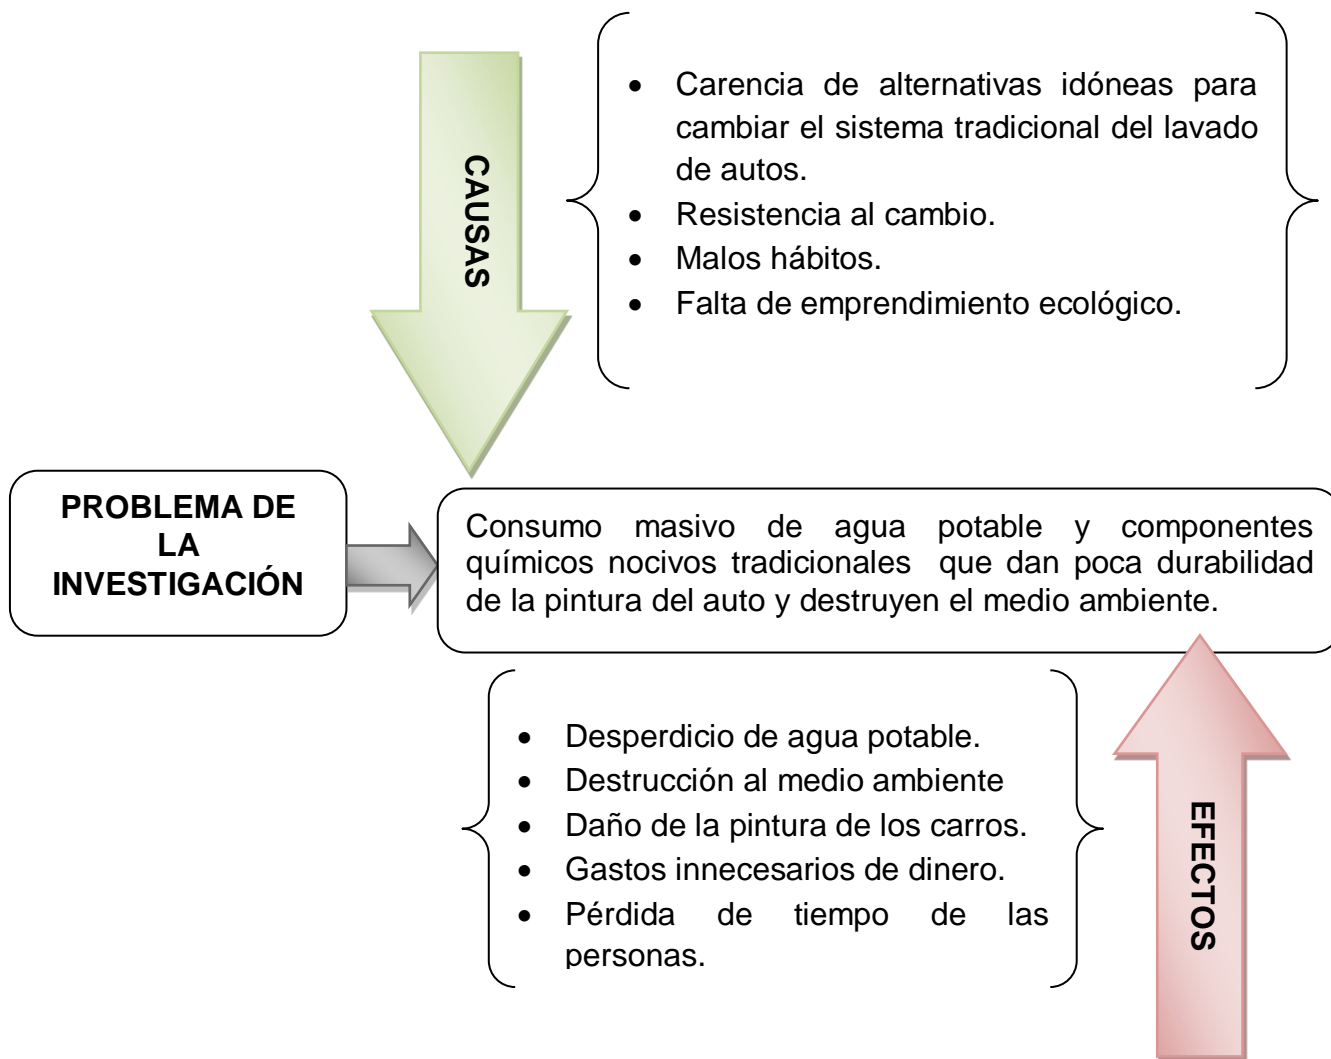 CAUSAS
• Carencia de alternativas idóneas para
cambiar el sistema tradicional del lavado
de autos.
• Resistencia al cambio.
• Malos hábitos.
• Falta de emprendimiento ecológico.
PROBLEMA DE
LA
INVESTIGACIÓN
Consumo masivo de agua potable y componentes
químicos nocivos tradicionales que dan poca durabilidad
de la pintura del auto y destruyen el medio ambiente.
• Desperdicio de agua potable.
• Destrucción al medio ambiente
• Daño de la pintura de los carros.
• Gastos innecesarios de dinero.
• Pérdida de tiempo de las
personas.
EFECTOS